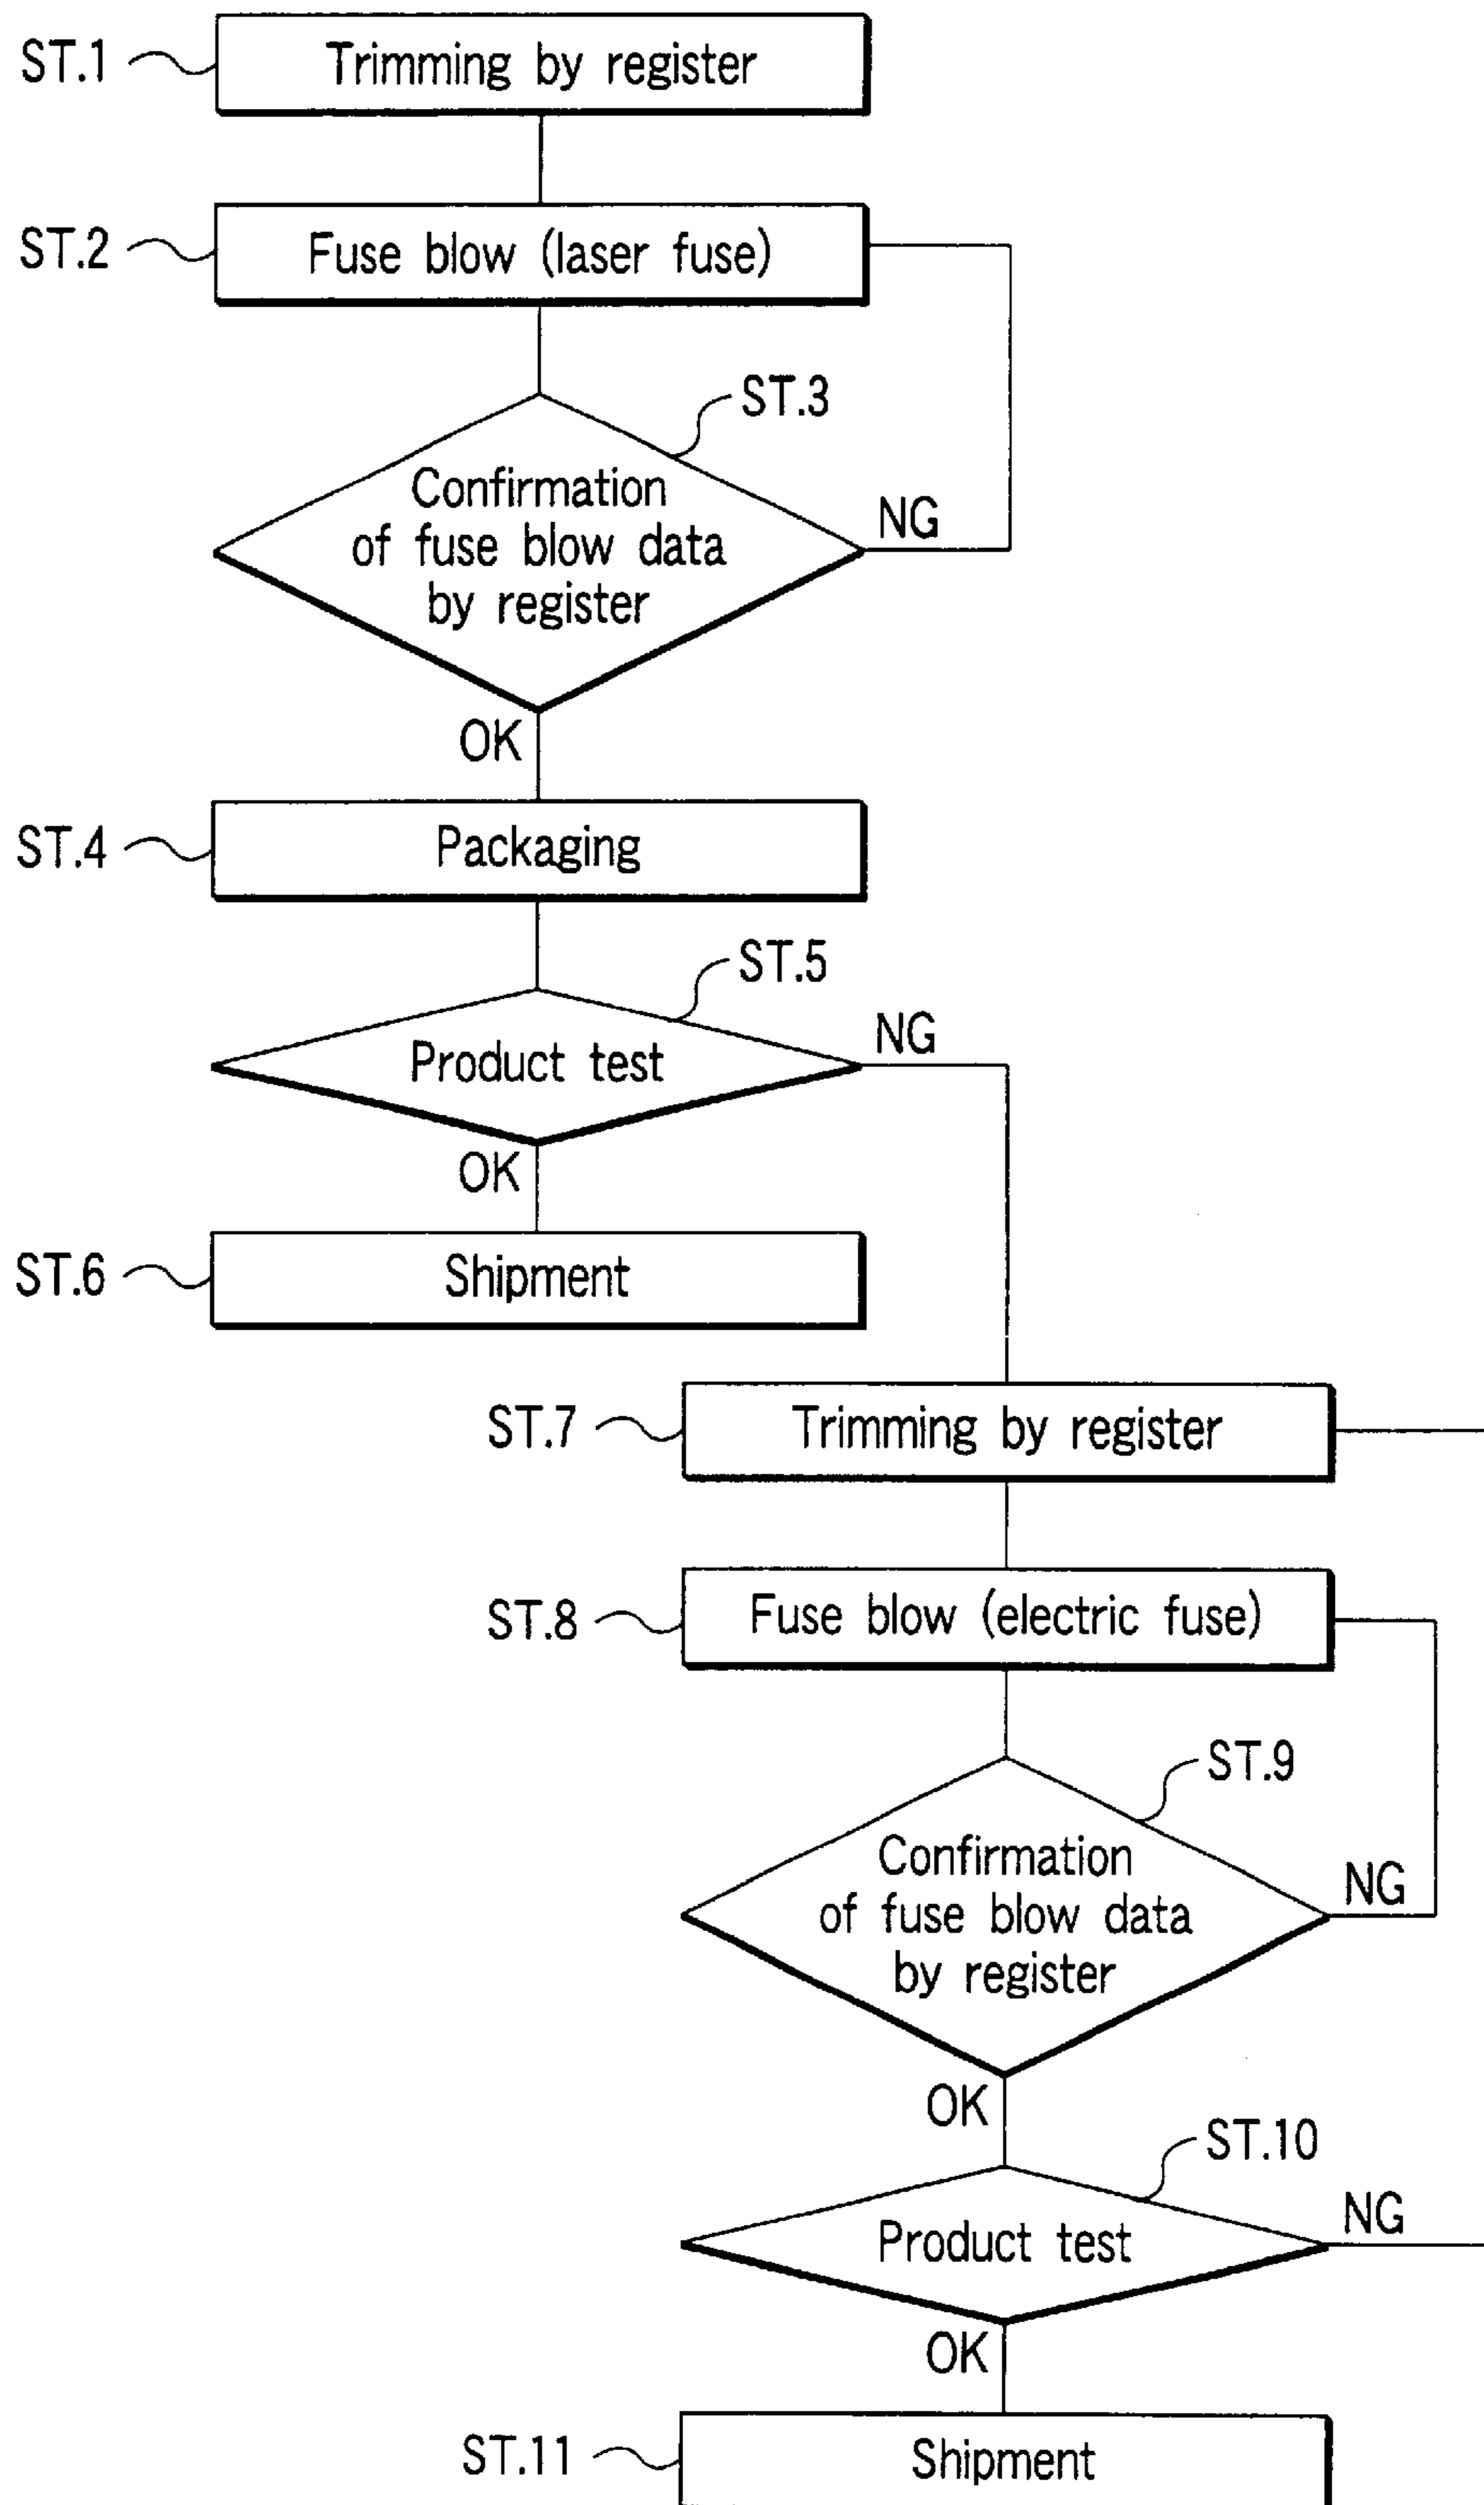 ST.1
Trimming by register
ST.2
Fuse blow (laser fuse)
ST.3
Confirmation
of fuse blow data
by register
NG
OK
ST.4
Packaging
ST.5
Product test
NG
OK
ST.6
Shipment
ST.7
Trimming by register
ST.8
Fuse blow (electric fuse)
ST.9
Confirmation
of fuse blow data
by register
NG
OK
ST.10
Product test
NG
OK
ST.11
Shipment